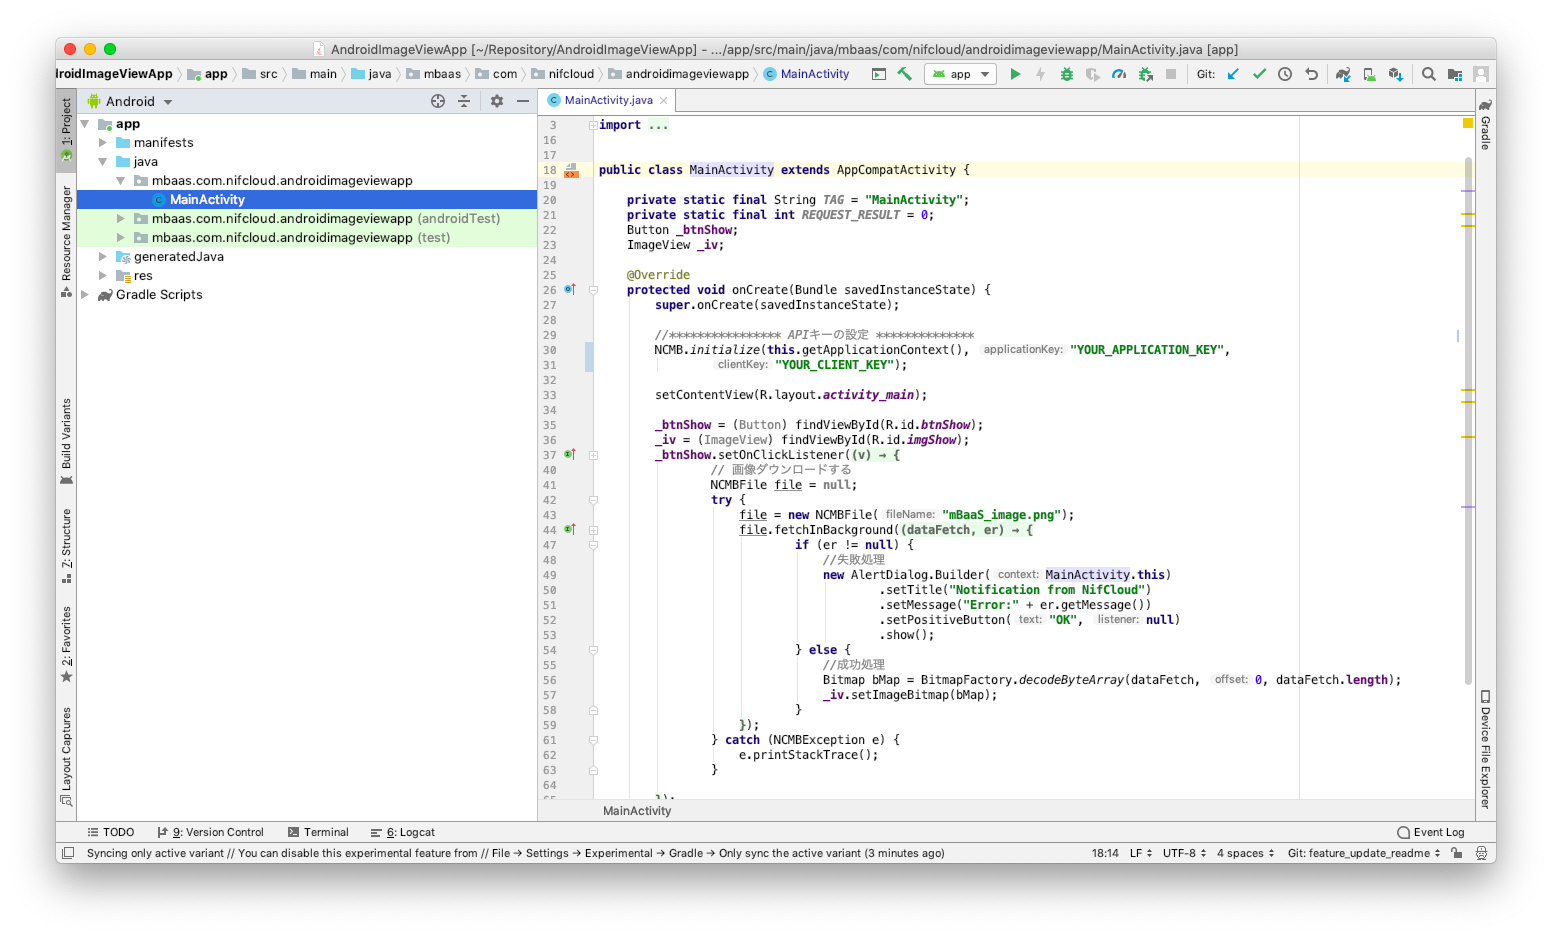 AndroidImageViewApp [~/Repository/AndroidImageViewApp] - .../app/src/main/java/mbaas/com/nifcloud/androidimageviewapp/MainActivity.java [app]
droidImageViewApp app src main java mbaas com nifcloud androidimageviewapp MainActivity app Git:
1: Project
Resource Manager
Build Variants
Z: Structure
2: Favorites
Layout Captures
Android
app
manifests
java
mbaas.com.nifcloud.androidimageviewapp
MainActivity
mbaas.com.nifcloud.androidimageviewapp (androidTest)
mbaas.com.nifcloud.androidimageviewapp (test)
generatedJava
res
Gradle Scripts
MainActivity.java
3 import ...
16
17
18 public class MainActivity extends AppCompatActivity {
19
20 private static final String TAG = "MainActivity";
21 private static final int REQUEST_RESULT = 0;
22 Button _btnShow;
23 ImageView _iv;
24
25 @Override
26 protected void onCreate(Bundle savedInstanceState) {
27 super.onCreate(savedInstanceState);
28
29 //**************** APIキーの設定 **************
30 NCMB.initialize(this.getApplicationContext(), applicationKey: "YOUR_APPLICATION_KEY",
31 clientKey: "YOUR_CLIENT_KEY");
32
33 setContentView(R.layout.activity_main);
34
35 _btnShow = (Button) findViewById(R.id.btnShow);
36 _iv = (ImageView) findViewById(R.id.imgShow);
37 _btnShow.setOnClickListener((v) → {
40 // 画像ダウンロードする
41 NCMBFile file = null;
42 try {
43 file = new NCMBFile( fileName: "mBaaS_image.png");
44 file.fetchInBackground((dataFetch, er) → {
47 if (er != null) {
48 //失敗処理
49 new AlertDialog.Builder( context: MainActivity.this)
50 .setTitle("Notification from NifCloud")
51 .setMessage("Error:" + er.getMessage())
52 .setPositiveButton( text: "OK", listener: null)
53 .show();
54 } else {
55 //成功処理
56 Bitmap bMap = BitmapFactory.decodeByteArray(dataFetch, offset: 0, dataFetch.length);
57 _iv.setImageBitmap(bMap);
58 }
59 });
61 } catch (NCMBException e) {
62 e.printStackTrace();
63 }
64
65 });
MainActivity
Gradle
Device File Explorer
TODO 9: Version Control Terminal 6: Logcat Event Log
Syncing only active variant // You can disable this experimental feature from // File → Settings → Experimental → Gradle → Only sync the active variant (3 minutes ago) 18:14 LF UTF-8 4 spaces Git: feature_update_readme